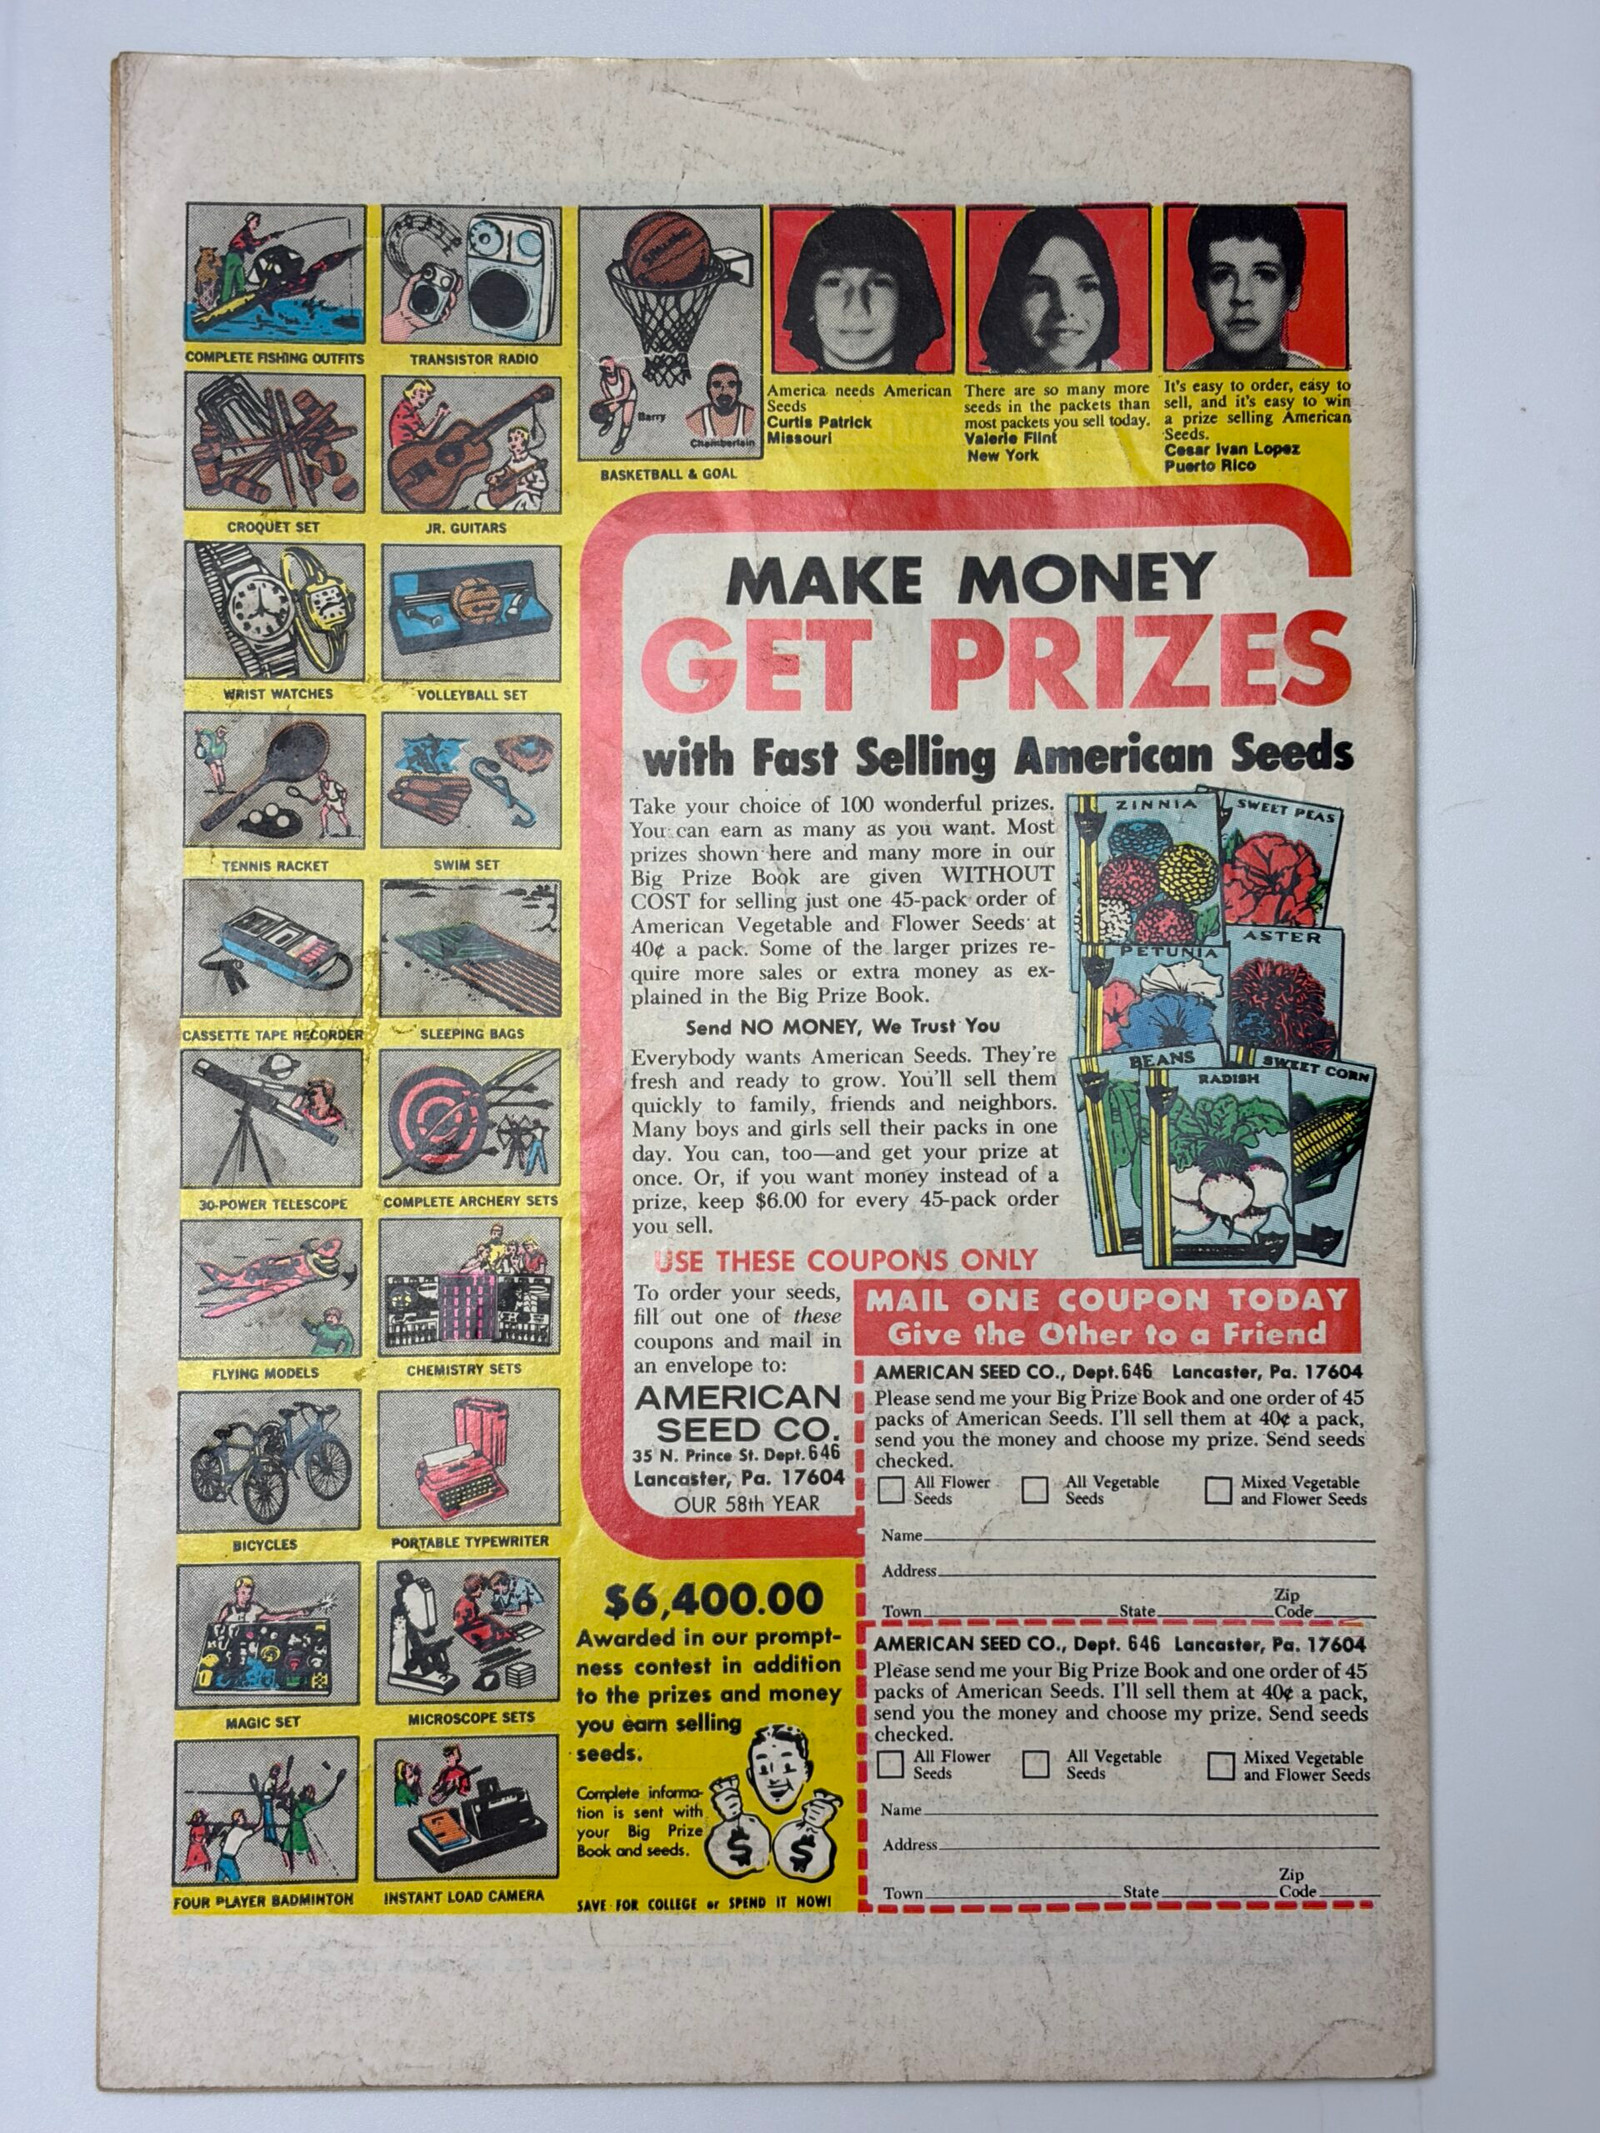 COMPLETE FISHING OUTFITS
TRANSISTOR RADIO
Barry
Chamberlain
BASKETBALL & GOAL
America needs American
Seeds
Curtis Patrick
Missouri
There are so many more
seeds in the packets than
most packets you sell today.
Valerie Flint
New York
It's easy to order, easy to
sell, and it's easy to win
a prize selling American
Seeds.
Cesar Ivan Lopez
Puerto Rico
CROQUET SET
JR. GUITARS
WRIST WATCHES
VOLLEYBALL SET
TENNIS RACKET
SWIM SET
CASSETTE TAPE RECORDER
SLEEPING BAGS
30-POWER TELESCOPE
COMPLETE ARCHERY SETS
FLYING MODELS
CHEMISTRY SETS
BICYCLES
PORTABLE TYPEWRITER
MAGIC SET
MICROSCOPE SETS
FOUR PLAYER BADMINTON
INSTANT LOAD CAMERA
MAKE MONEY
GET PRIZES
with Fast Selling American Seeds
Take your choice of 100 wonderful prizes.
You can earn as many as you want. Most
prizes shown here and many more in our
Big Prize Book are given WITHOUT
COST for selling just one 45-pack order of
American Vegetable and Flower Seeds at
40¢ a pack. Some of the larger prizes re-
quire more sales or extra money as ex-
plained in the Big Prize Book.
Send NO MONEY, We Trust You
Everybody wants American Seeds. They're
fresh and ready to grow. You'll sell them
quickly to family, friends and neighbors.
Many boys and girls sell their packs in one
day. You can, too—and get your prize at
once. Or, if you want money instead of a
prize, keep $6.00 for every 45-pack order
you sell.
ZINNIA
SWEET PEAS
PETUNIA
ASTER
BEANS
RADISH
SWEET CORN
USE THESE COUPONS ONLY
To order your seeds,
fill out one of these
coupons and mail in
an envelope to:
AMERICAN
SEED CO.
35 N. Prince St. Dept. 646
Lancaster, Pa. 17604
OUR 58th YEAR
MAIL ONE COUPON TODAY
Give the Other to a Friend
AMERICAN SEED CO., Dept. 646 Lancaster, Pa. 17604
Please send me your Big Prize Book and one order of 45
packs of American Seeds. I'll sell them at 40¢ a pack,
send you the money and choose my prize. Send seeds
checked.
All Flower
Seeds
All Vegetable
Seeds
Mixed Vegetable
and Flower Seeds
Name
Address
Town State Zip
Code
AMERICAN SEED CO., Dept. 646 Lancaster, Pa. 17604
Please send me your Big Prize Book and one order of 45
packs of American Seeds. I'll sell them at 40¢ a pack,
send you the money and choose my prize. Send seeds
checked.
All Flower
Seeds
All Vegetable
Seeds
Mixed Vegetable
and Flower Seeds
Name
Address
Town State Zip
Code
$6,400.00
Awarded in our prompt-
ness contest in addition
to the prizes and money
you earn selling
seeds.
Complete informa-
tion is sent with
your Big Prize
Book and seeds.
$ $
SAVE FOR COLLEGE or SPEND IT NOW!